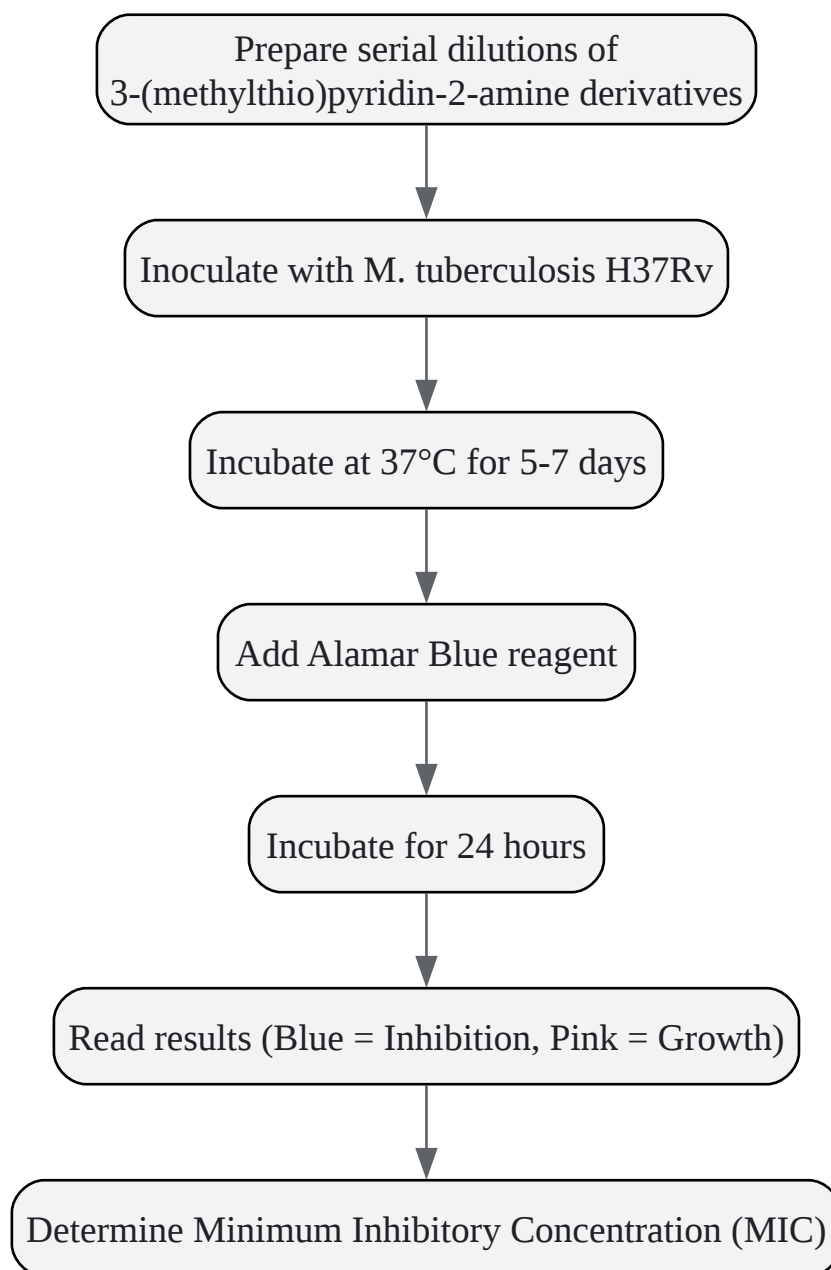 Prepare serial dilutions of
3-(methylthio)pyridin-2-amine derivatives
Inoculate with M. tuberculosis H37Rv
Incubate at 37°C for 5-7 days
Add Alamar Blue reagent
Incubate for 24 hours
Read results (Blue = Inhibition, Pink = Growth)
Determine Minimum Inhibitory Concentration (MIC)